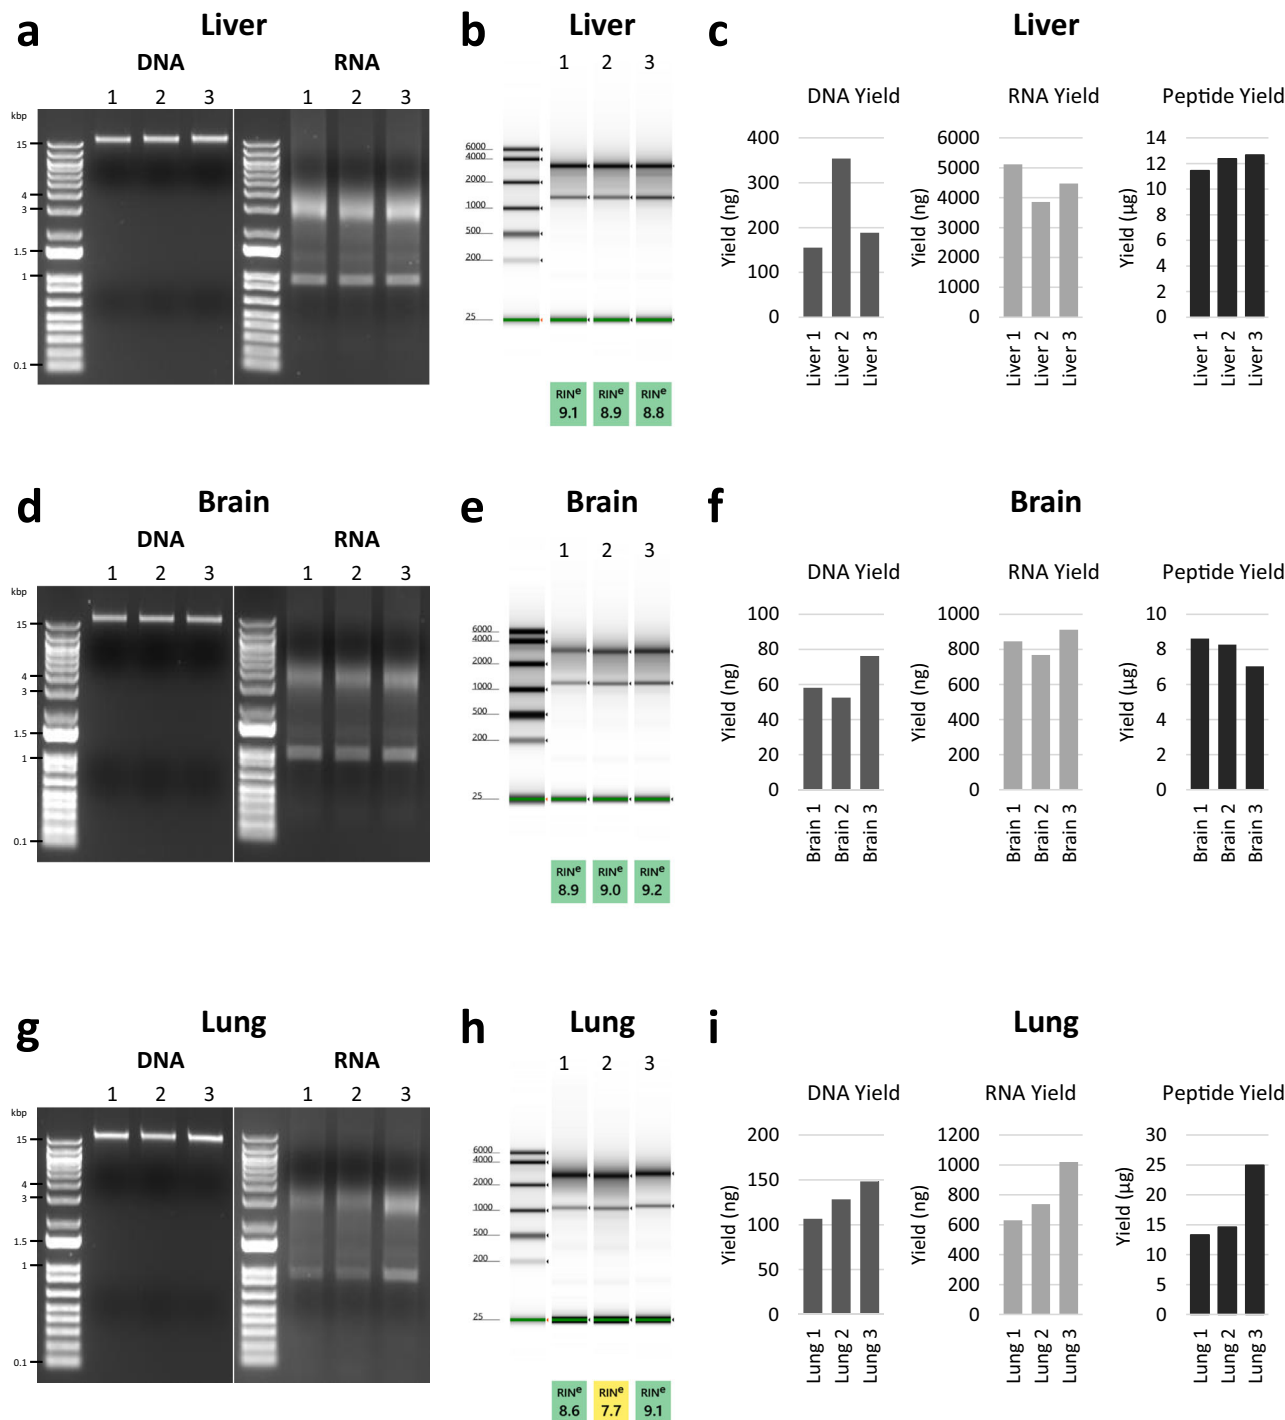 a Liver
DNA RNA
1 2 3 1 2 3
kbp
15
4
3
1.5
1
0.1
b Liver
1 2 3
6000
4000
2000
1000
500
200
25
RINe RINe RINe
9.1 8.9 8.8
c Liver
DNA Yield RNA Yield Peptide Yield
Yield (ng)
400
300
200
100
0
Liver 1 Liver 2 Liver 3
Yield (ng)
6000
5000
4000
3000
2000
1000
0
Liver 1 Liver 2 Liver 3
Yield (µg)
14
12
10
8
6
4
2
0
Liver 1 Liver 2 Liver 3
d Brain
DNA RNA
1 2 3 1 2 3
kbp
15
4
3
1.5
1
0.1
e Brain
1 2 3
6000
4000
2000
1000
500
200
25
RINe RINe RINe
8.9 9.0 9.2
f Brain
DNA Yield RNA Yield Peptide Yield
Yield (ng)
100
80
60
40
20
0
Brain 1 Brain 2 Brain 3
Yield (ng)
1000
800
600
400
200
0
Brain 1 Brain 2 Brain 3
Yield (µg)
10
8
6
4
2
0
Brain 1 Brain 2 Brain 3
g Lung
DNA RNA
1 2 3 1 2 3
kbp
15
4
3
1.5
1
0.1
h Lung
1 2 3
6000
4000
2000
1000
500
200
25
RINe RINe RINe
8.6 7.7 9.1
i Lung
DNA Yield RNA Yield Peptide Yield
Yield (ng)
200
150
100
50
0
Lung 1 Lung 2 Lung 3
Yield (ng)
1200
1000
800
600
400
200
0
Lung 1 Lung 2 Lung 3
Yield (µg)
30
25
20
15
10
5
0
Lung 1 Lung 2 Lung 3